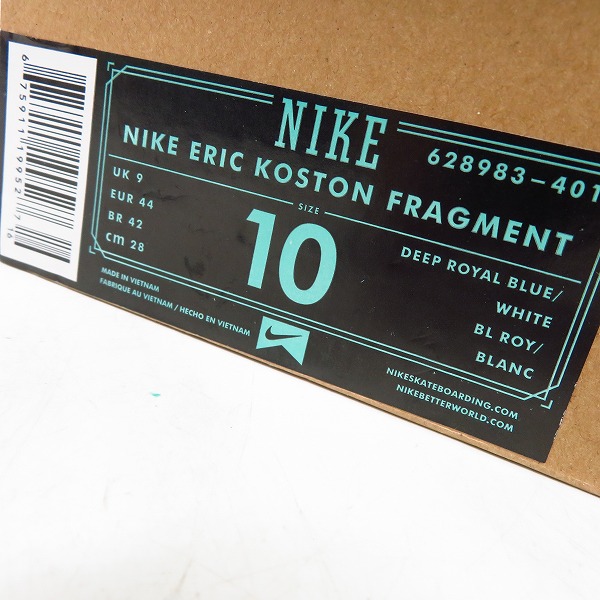 NIKE
628983-401
NIKE ERIC KOSTON FRAGMENT
UK 9
EUR 44
BR 42
cm 28
SIZE
10
DEEP ROYAL BLUE/
WHITE
BL ROY/
BLANC
MADE IN VIETNAM
FABRIQUE AU VIETNAM / HECHO EN VIETNAM
NIKESKATEBOARDING.COM
NIKEBETTERWORLD.COM